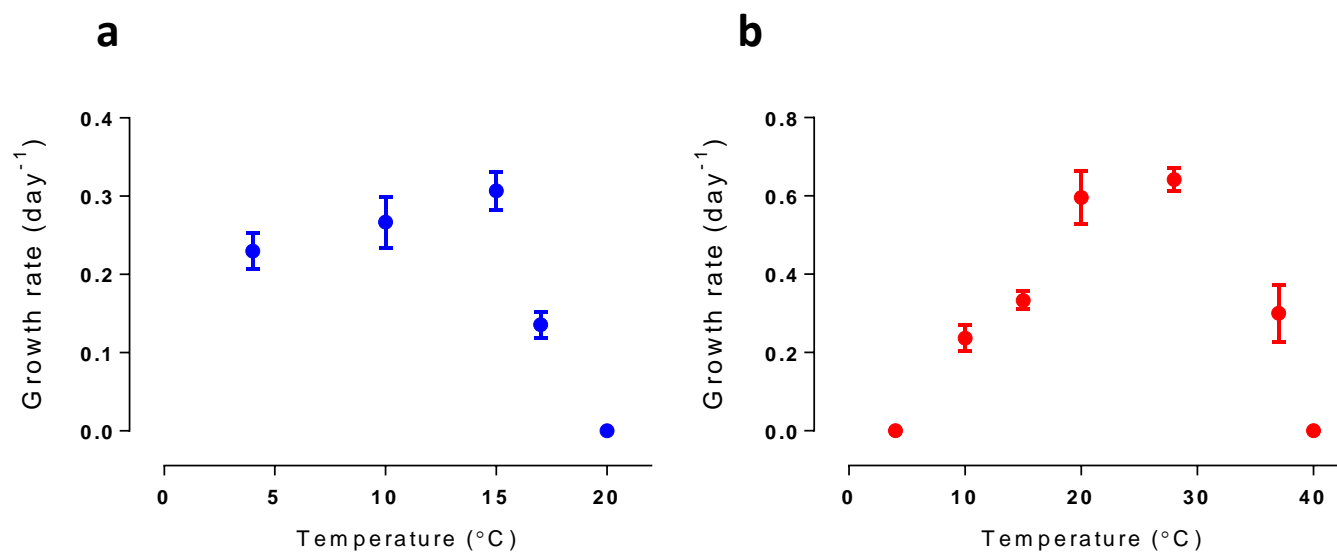 a
b
0.4
0.3
0.2
0.1
0.0
Growth rate (day⁻¹)
0 5 10 15 20
Temperature (°C)
0.8
0.6
0.4
0.2
0.0
Growth rate (day⁻¹)
0 10 20 30 40
Temperature (°C)